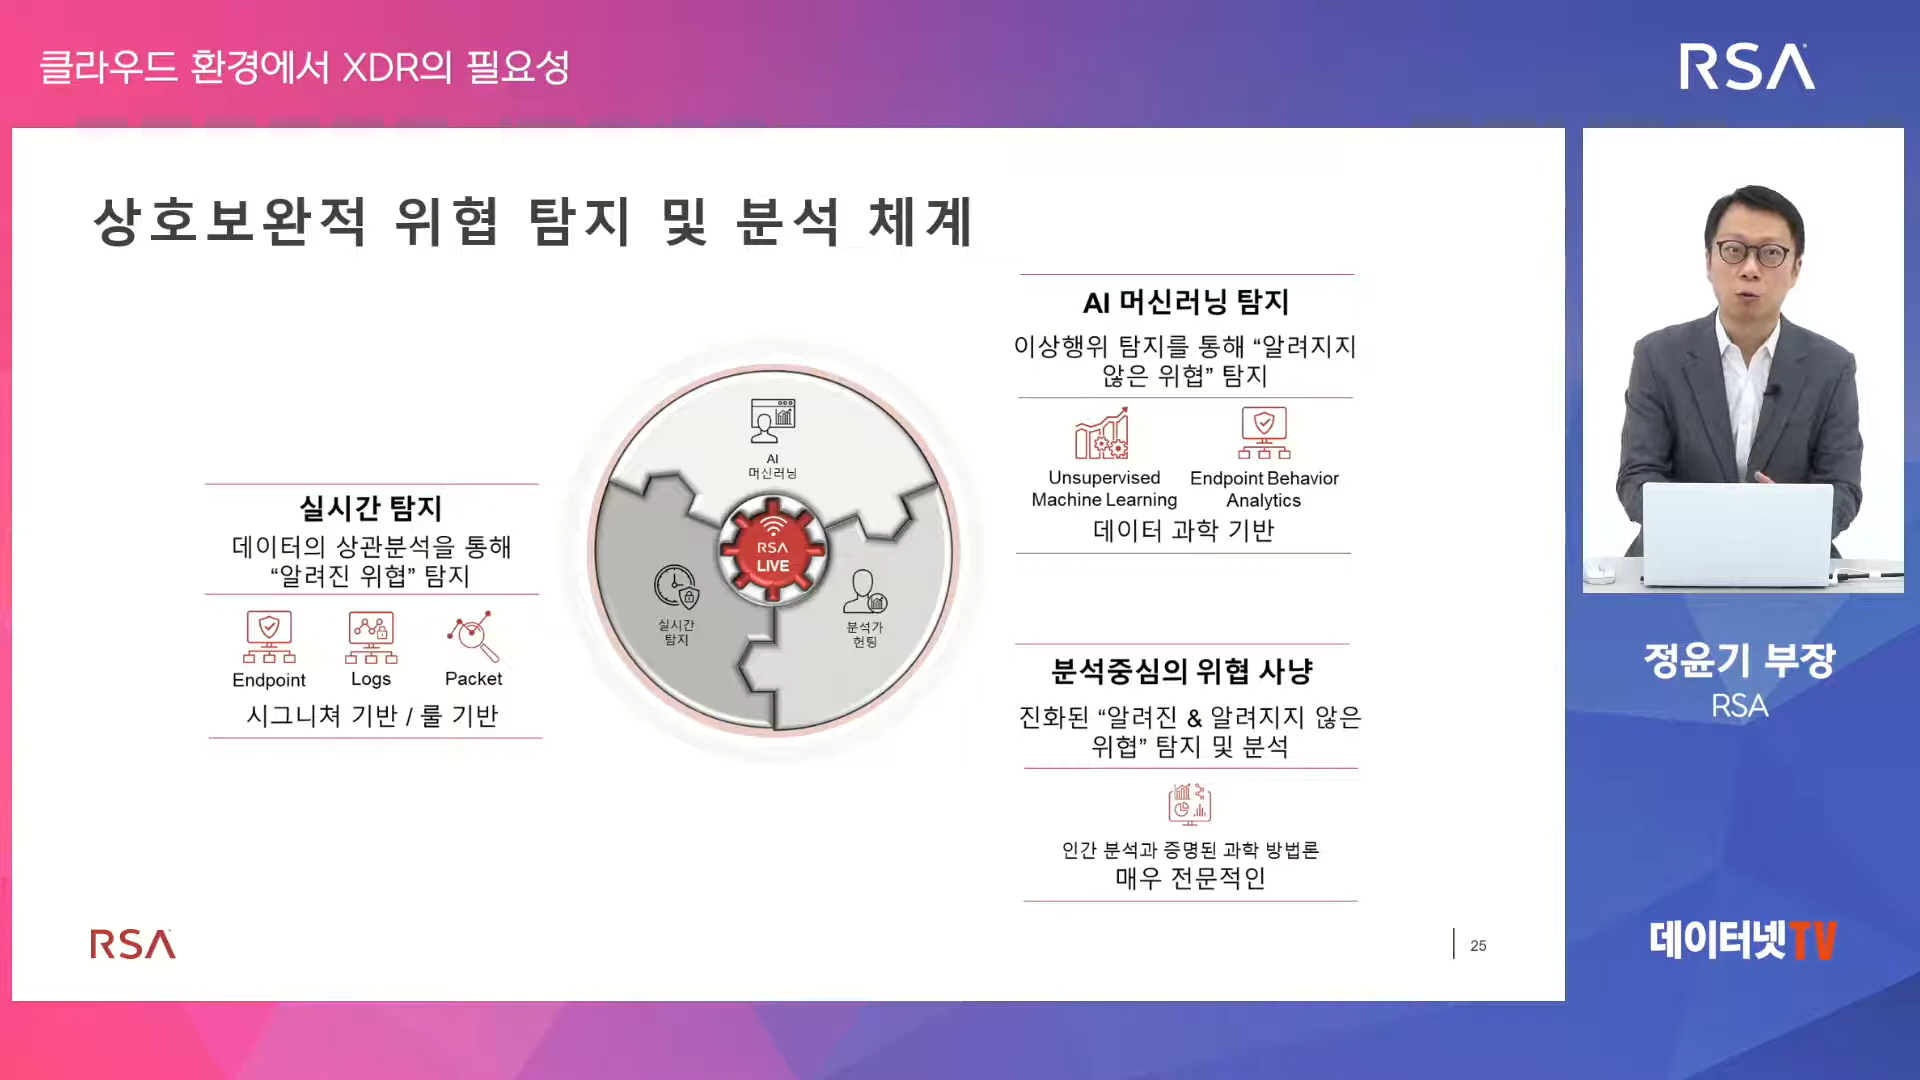 클라우드 환경에서 XDR의 필요성
RSA
상호보완적 위협 탐지 및 분석 체계
AI 머신러닝 탐지
이상행위 탐지를 통해 “알려지지
않은 위협” 탐지
Unsupervised
Machine Learning
Endpoint Behavior
Analytics
데이터 과학 기반
실시간 탐지
데이터의 상관분석을 통해
“알려진 위협” 탐지
Endpoint
Logs
Packet
시그니쳐 기반 / 룰 기반
AI
머신러닝
RSA
LIVE
실시간
탐지
분석가
헌팅
분석중심의 위협 사냥
진화된 “알려진 & 알려지지 않은
위협” 탐지 및 분석
인간 분석과 증명된 과학 방법론
매우 전문적인
RSA
25
정윤기 부장
RSA
데이터넷TV